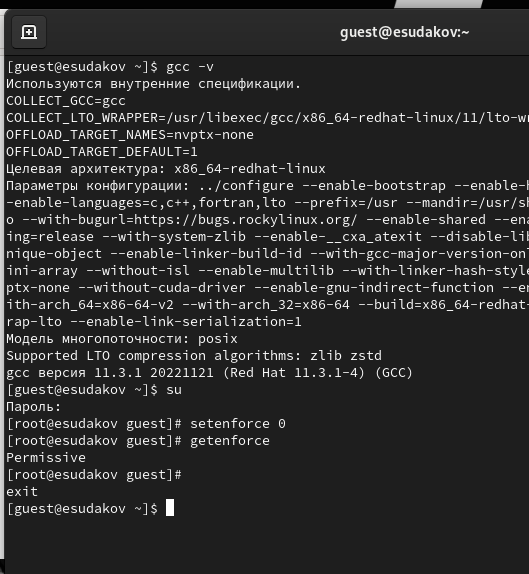 guest@esudakov:~
[guest@esudakov ~]$ gcc -v
Используются внутренние спецификации.
COLLECT_GCC=gcc
COLLECT_LTO_WRAPPER=/usr/libexec/gcc/x86_64-redhat-linux/11/lto-w
OFFLOAD_TARGET_NAMES=nvptx-none
OFFLOAD_TARGET_DEFAULT=1
Целевая архитектура: x86_64-redhat-linux
Параметры конфигурации: ../configure --enable-bootstrap --enable-h
-enable-languages=c,c++,fortran,lto --prefix=/usr --mandir=/usr/sh
o --with-bugurl=https://bugs.rockylinux.org/ --enable-shared --ena
ing=release --with-system-zlib --enable-__cxa_atexit --disable-lib
nique-object --enable-linker-build-id --with-gcc-major-version-onl
ini-array --without-isl --enable-multilib --with-linker-hash-style
ptx-none --without-cuda-driver --enable-gnu-indirect-function --en
ith-arch_64=x86-64-v2 --with-arch_32=x86-64 --build=x86_64-redhat-
rap-lto --enable-link-serialization=1
Модель многопоточности: posix
Supported LTO compression algorithms: zlib zstd
gcc версия 11.3.1 20221121 (Red Hat 11.3.1-4) (GCC)
[guest@esudakov ~]$ su
Пароль:
[root@esudakov guest]# setenforce 0
[root@esudakov guest]# getenforce
Permissive
[root@esudakov guest]#
exit
[guest@esudakov ~]$